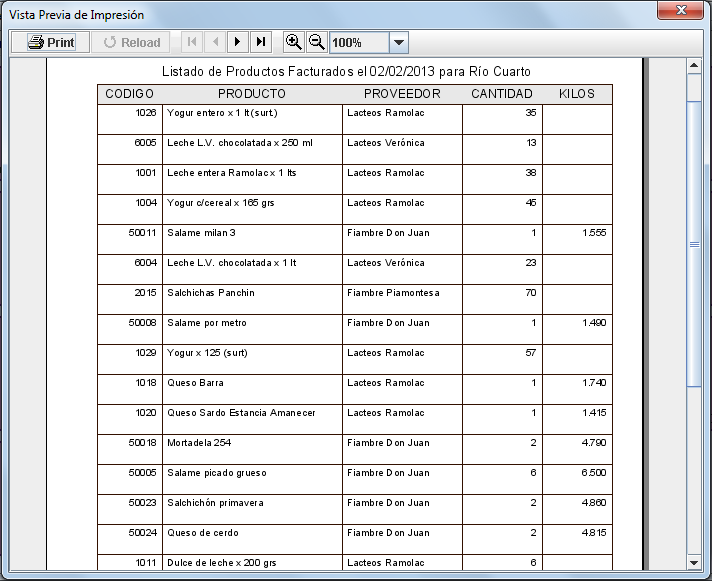 Vista Previa de Impresión
Print Reload 100%
Listado de Productos Facturados el 02/02/2013 para Río Cuarto
CODIGO PRODUCTO PROVEEDOR CANTIDAD KILOS
1026 Yogur entero x 1 lt (surt.) Lacteos Ramolac 35
6005 Leche L.V. chocolatada x 250 ml Lacteos Verónica 13
1001 Leche entera Ramolac x 1 lts Lacteos Ramolac 38
1004 Yogur c/cereal x 165 grs Lacteos Ramolac 45
50011 Salame milan 3 Fiambre Don Juan 1 1.555
6004 Leche L.V. chocolatada x 1 lt Lacteos Verónica 23
2015 Salchichas Panchin Fiambre Piamontesa 70
50008 Salame por metro Fiambre Don Juan 1 1.490
1029 Yogur x 125 (surt) Lacteos Ramolac 57
1018 Queso Barra Lacteos Ramolac 1 1.740
1020 Queso Sardo Estancia Amanecer Lacteos Ramolac 1 1.415
50018 Mortadela 254 Fiambre Don Juan 2 4.790
50005 Salame picado grueso Fiambre Don Juan 6 6.500
50023 Salchichón primavera Fiambre Don Juan 2 4.860
50024 Queso de cerdo Fiambre Don Juan 2 4.815
1011 Dulce de leche x 200 grs Lacteos Ramolac 6